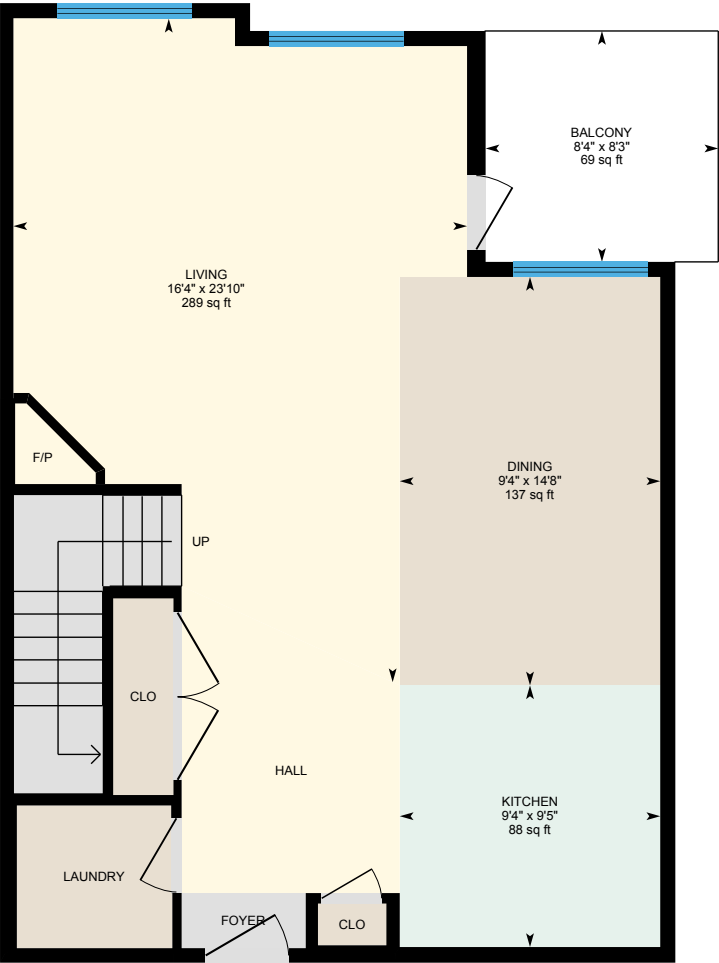 BALCONY
8'4" x 8'3"
69 sq ft
LIVING
16'4" x 23'10"
289 sq ft
F/P
DINING
9'4" x 14'8"
137 sq ft
UP
CLO
HALL
KITCHEN
9'4" x 9'5"
88 sq ft
LAUNDRY
FOYER
CLO